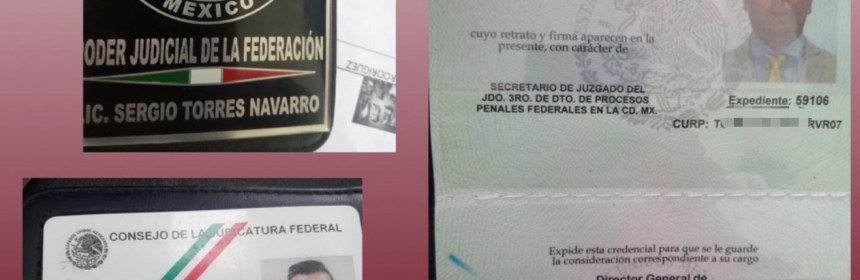 MEXICO
PODER JUDICIAL DE LA FEDERACIÓN
LIC. SERGIO TORRES NAVARRO
RODRIGUEZ
CONSEJO DE LA JUDICATURA FEDERAL
cuyo retrato y firma aparecen en la
presente, con carácter de
SECRETARIO DE JUZGADO DEL
JDO. 3RO. DE DTO. DE PROCESOS
PENALES FEDERALES EN LA CD. MX
Expediente: 59106
CURP: RVR07
Expide esta credencial para que se le guarde
la consideración correspondiente a su cargo
Director General de